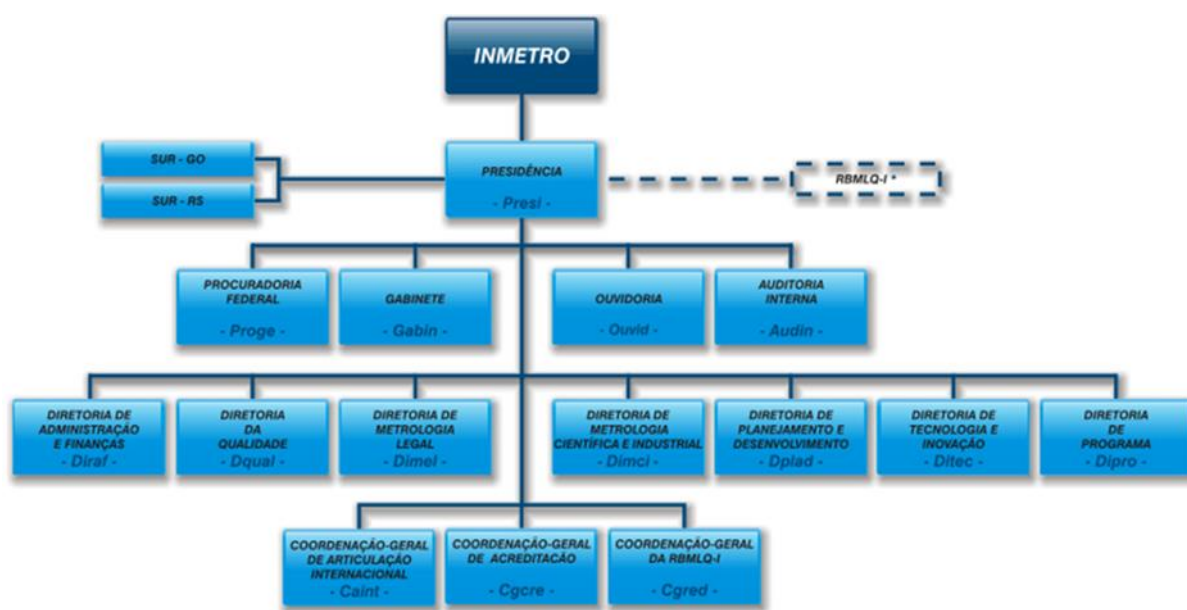 INMETRO
SUR - GO
SUR - RS
PRESIDÊNCIA
- Presi -
RBMLQ-I *
PROCURADORIA
FEDERAL
- Proge -
GABINETE
- Gabin -
OUVIDORIA
- Ouvid -
AUDITORIA
INTERNA
- Audin -
DIRETORIA DE
ADMINISTRAÇÃO
E FINANÇAS
- Diraf -
DIRETORIA
DA
QUALIDADE
- Dqual -
DIRETORIA DE
METROLOGIA
LEGAL
- Dimel -
DIRETORIA DE
METROLOGIA
CIENTÍFICA E INDUSTRIAL
- Dimci -
DIRETORIA DE
PLANEJAMENTO E
DESENVOLVIMENTO
- Dplad -
DIRETORIA DE
TECNOLOGIA E
INOVAÇÃO
- Ditec -
DIRETORIA
DE
PROGRAMA
- Dipro -
COORDENAÇÃO-GERAL
DE ARTICULAÇÃO
INTERNACIONAL
- Caint -
COORDENAÇÃO-GERAL
DE ACREDITACÃO
- Cgcre -
COORDENAÇÃO-GERAL
DA RBMLQ-I
- Cgred -